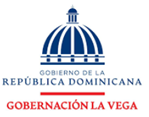 GOBIERNO DE LA
REPÚBLICA DOMINICANA
GOBERNACIÓN LA VEGA